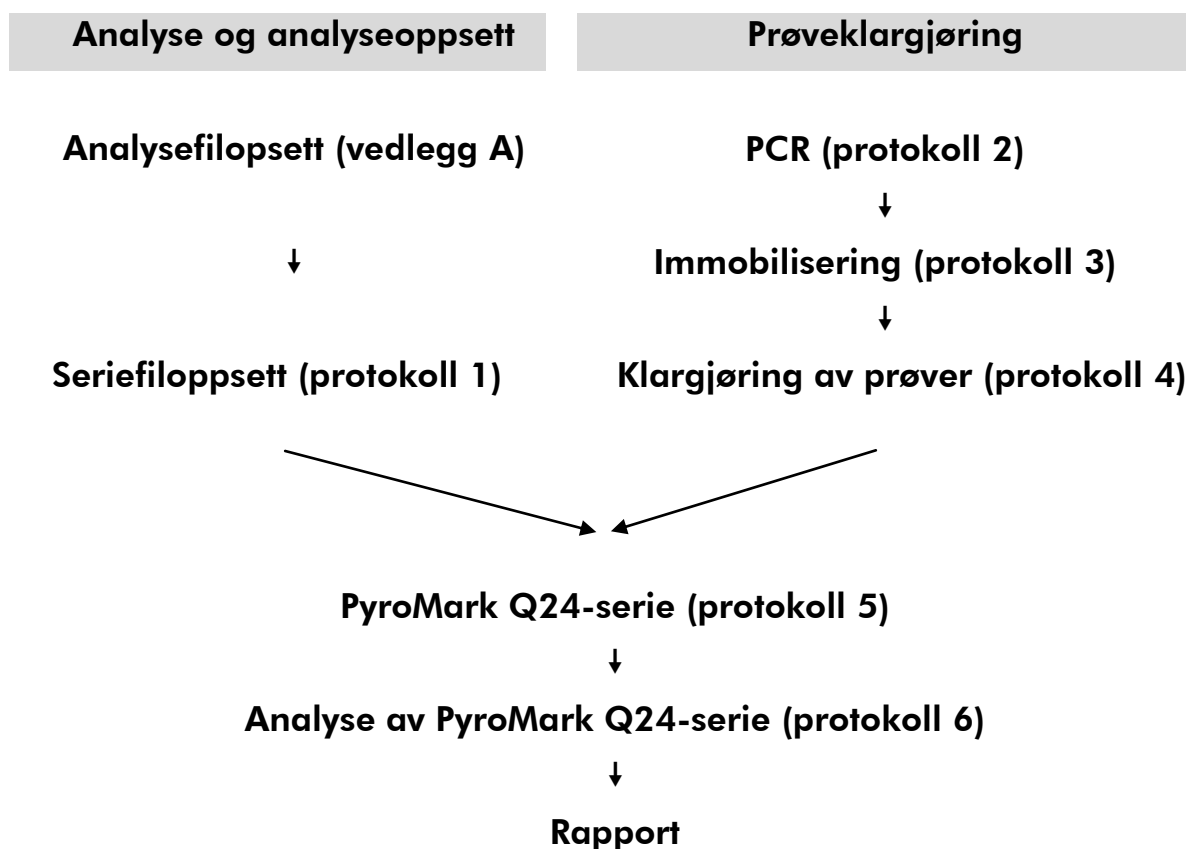 Analyse og analyseoppsett
Prøveklargjøring
Analysefilopsett (vedlegg A)
PCR (protokoll 2)
Immobilisering (protokoll 3)
Seriefiloppsett (protokoll 1)
Klargjøring av prøver (protokoll 4)
PyroMark Q24-serie (protokoll 5)
Analyse av PyroMark Q24-serie (protokoll 6)
Rapport